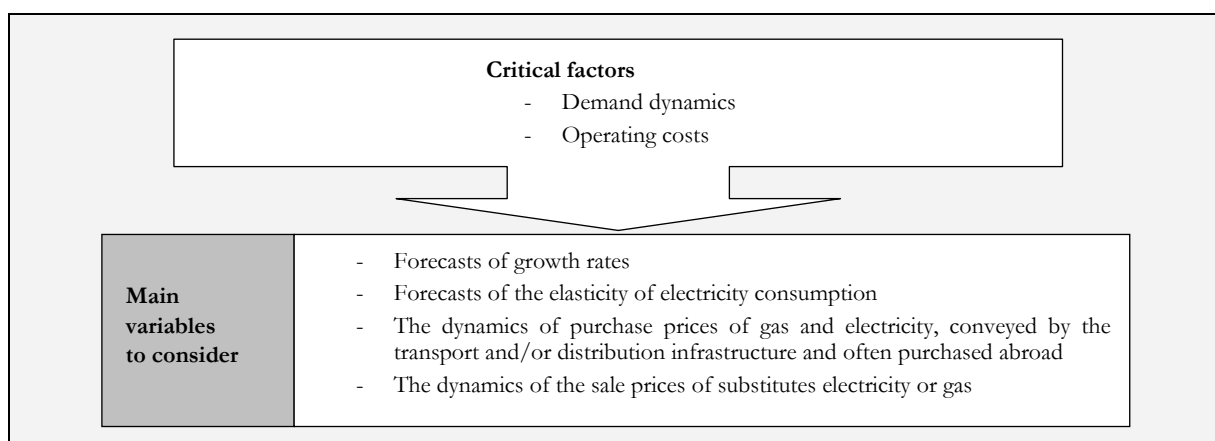 Critical factors
- Demand dynamics
- Operating costs
Main
variables
to consider
- Forecasts of growth rates
- Forecasts of the elasticity of electricity consumption
- The dynamics of purchase prices of gas and electricity, conveyed by the
transport and/or distribution infrastructure and often purchased abroad
- The dynamics of the sale prices of substitutes electricity or gas